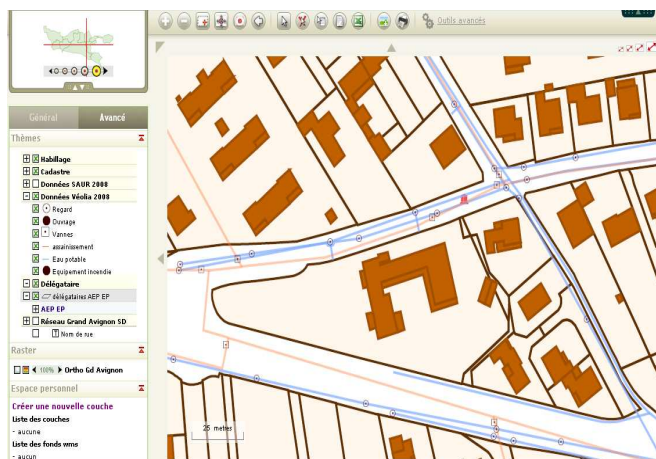 Outils avancés
Général
Avancé
Thèmes
Habillage
Cadastre
Données SAUR 2008
Données Véolia 2008
Regard
Ouvrage
Vannes
assainissement
Eau potable
Equipement incendie
Délégataire
délégataires AEP EP
AEP EP
Réseau Grand Avignon SD
T Nom de rue
Raster
100% Ortho Gd Avignon
Espace personnel
Créer une nouvelle couche
Liste des couches
- aucune
Liste des fonds wms
- aucun
25 metres